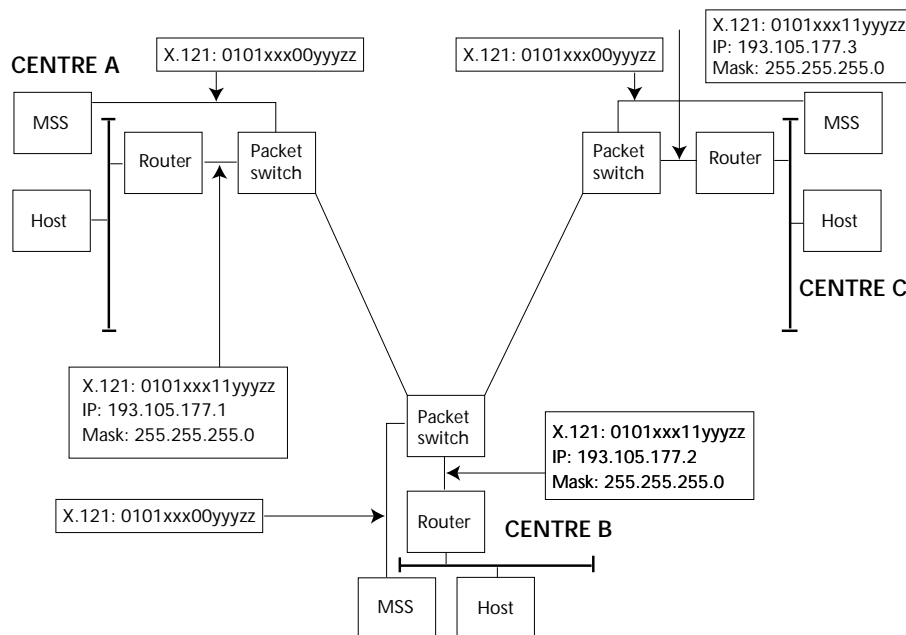 X.121: 0101xxx00yyyzz
X.121: 0101xxx00yyyzz
X.121: 0101xxx11yyyzz
IP: 193.105.177.3
Mask: 255.255.255.0
CENTRE A
MSS
Router
Packet
switch
Host
Packet
switch
Router
MSS
Host
CENTRE C
X.121: 0101xxx11yyyzz
IP: 193.105.177.1
Mask: 255.255.255.0
Packet
switch
X.121: 0101xxx11yyyzz
IP: 193.105.177.2
Mask: 255.255.255.0
X.121: 0101xxx00yyyzz
Router
CENTRE B
MSS
Host